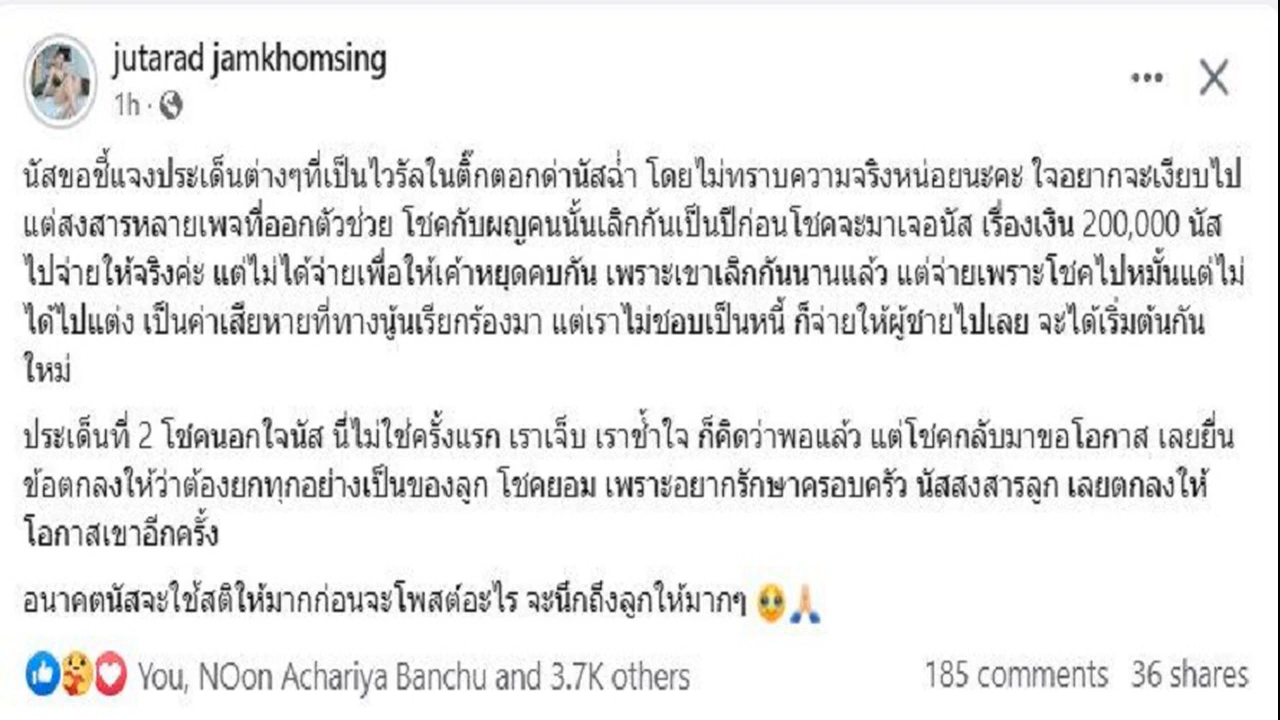 jutarad jamkhomsing
1h ·
นัสขอชี้แจงประเด็นต่างๆที่เป็นไวรัลในติ๊กตอกด่านัสฉ่ำ โดยไม่ทราบความจริงหน่อยนะคะ ใจอยากจะเงียบไป
แต่สงสารหลายเพจที่ออกตัวช่วย โชคกับผญคนนั้นเลิกกันเป็นปีก่อนโชคจะมาเจอนัส เรื่องเงิน 200,000 นัส
ไปจ่ายให้จริงค่ะ แต่ไม่ได้จ่ายเพื่อให้เค้าหยุดคบกัน เพราะเขาเลิกกันนานแล้ว แต่จ่ายเพราะโชคไปหมั้นแต่ไม่
ได้ไปแต่ง เป็นค่าเสียหายที่ทางนู้นเรียกร้องมา แต่เราไม่ชอบเป็นหนี้ ก็จ่ายให้ผู้ชายไปเลย จะได้เริ่มต้นกัน
ใหม่
ประเด็นที่ 2 โชคนอกใจนัส นี่ไม่ใช่ครั้งแรก เราเจ็บ เราช้ำใจ ก็คิดว่าพอแล้ว แต่โชคกลับมาขอโอกาส เลยยื่น
ข้อตกลงให้ว่าต้องยกทุกอย่างเป็นของลูก โชคยอม เพราะอยากรักษาครอบครัว นัสสงสารลูก เลยตกลงให้
โอกาสเขาอีกครั้ง
อนาคตนัสจะใช้สติให้มากก่อนจะโพสต์อะไร จะนึกถึงลูกให้มากๆ 🥹🙏🏻
You, NOon Achariya Banchu and 3.7K others 185 comments 36 shares